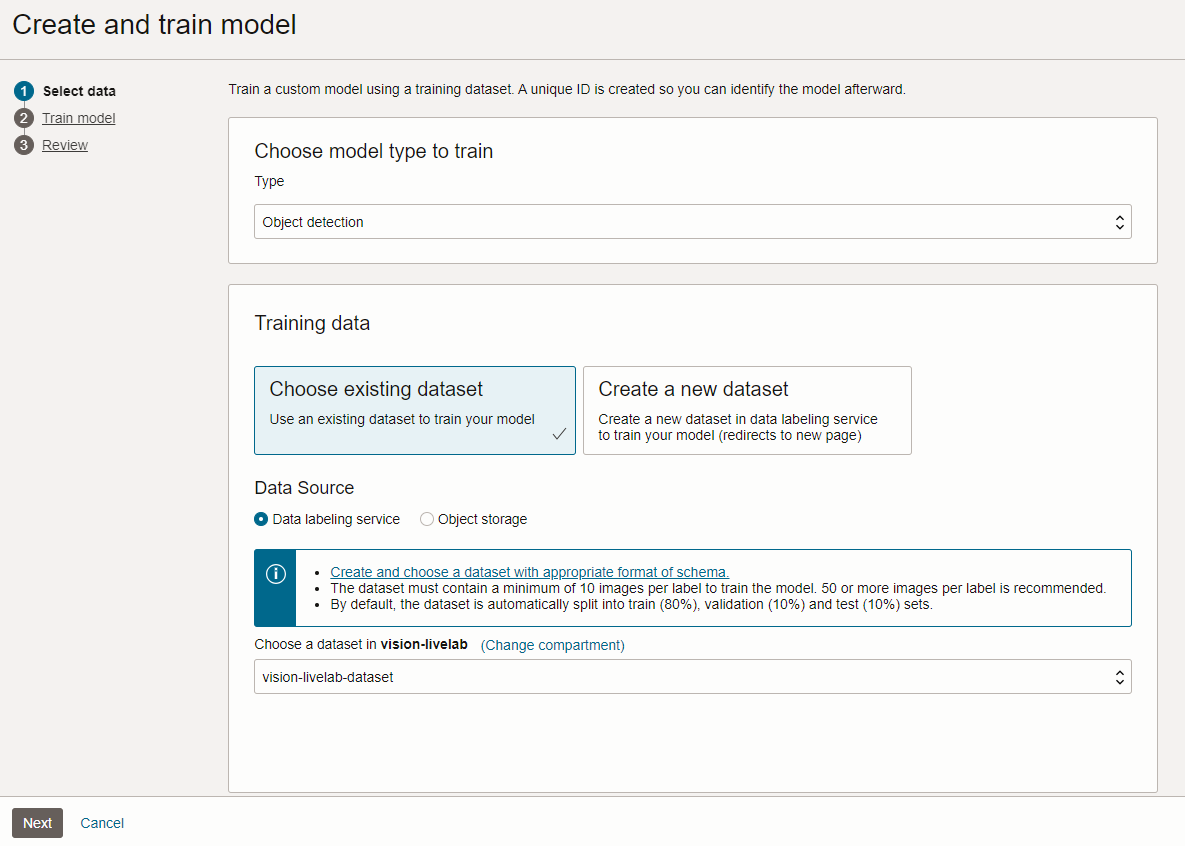 Create and train model
1 Select data
2 Train model
3 Review
Train a custom model using a training dataset. A unique ID is created so you can identify the model afterward.
Choose model type to train
Type
Object detection
Training data
Choose existing dataset
Use an existing dataset to train your model
Create a new dataset
Create a new dataset in data labeling service
to train your model (redirects to new page)
Data Source
Data labeling service
Object storage
Create and choose a dataset with appropriate format of schema.
The dataset must contain a minimum of 10 images per label to train the model. 50 or more images per label is recommended.
By default, the dataset is automatically split into train (80%), validation (10%) and test (10%) sets.
Choose a dataset in vision-livelab (Change compartment)
vision-livelab-dataset
Next Cancel